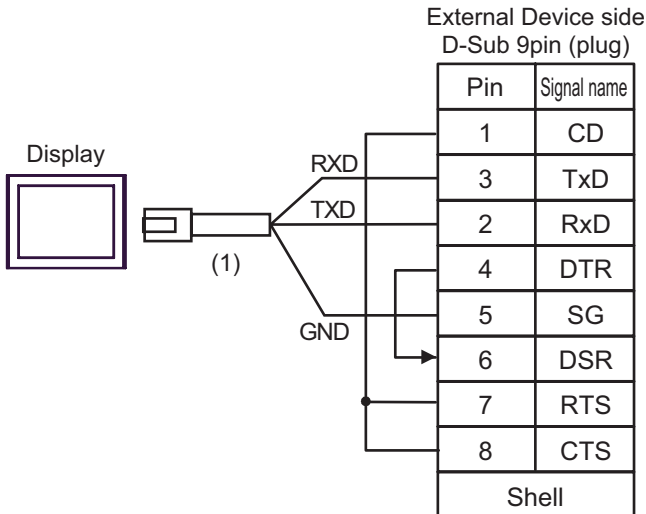 External Device side
D-Sub 9pin (plug)
Pin Signal name
1 CD
Display
RXD
3 TxD
TXD
2 RxD
(1)
4 DTR
GND
5 SG
6 DSR
7 RTS
8 CTS
Shell